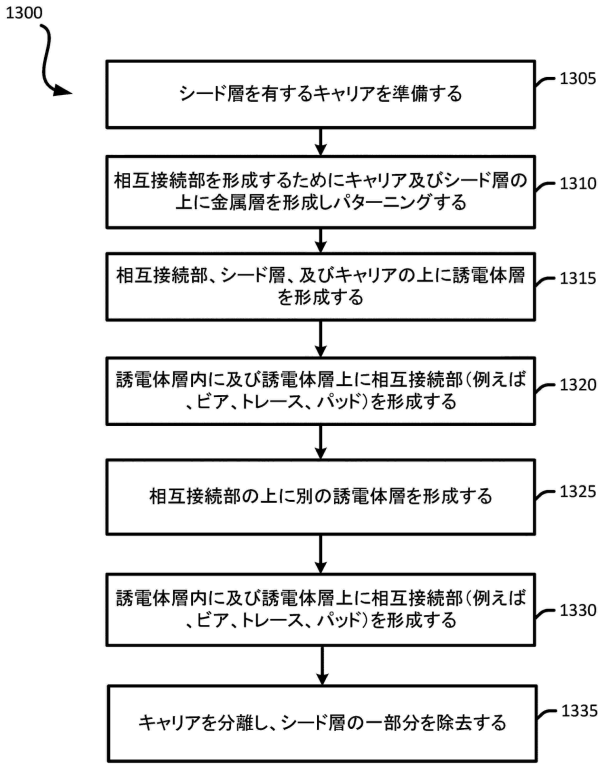 1300
シード層を有するキャリアを準備する
1305
相互接続部を形成するためにキャリア及びシード層の
上に金属層を形成しパターニングする
1310
相互接続部、シード層、及びキャリアの上に誘電体層
を形成する
1315
誘電体層内に及び誘電体層上に相互接続部(例えば
、ビア、トレース、パッド)を形成する
1320
相互接続部の上に別の誘電体層を形成する
1325
誘電体層内に及び誘電体層上に相互接続部(例えば
、ビア、トレース、パッド)を形成する
1330
キャリアを分離し、シード層の一部分を除去する
1335